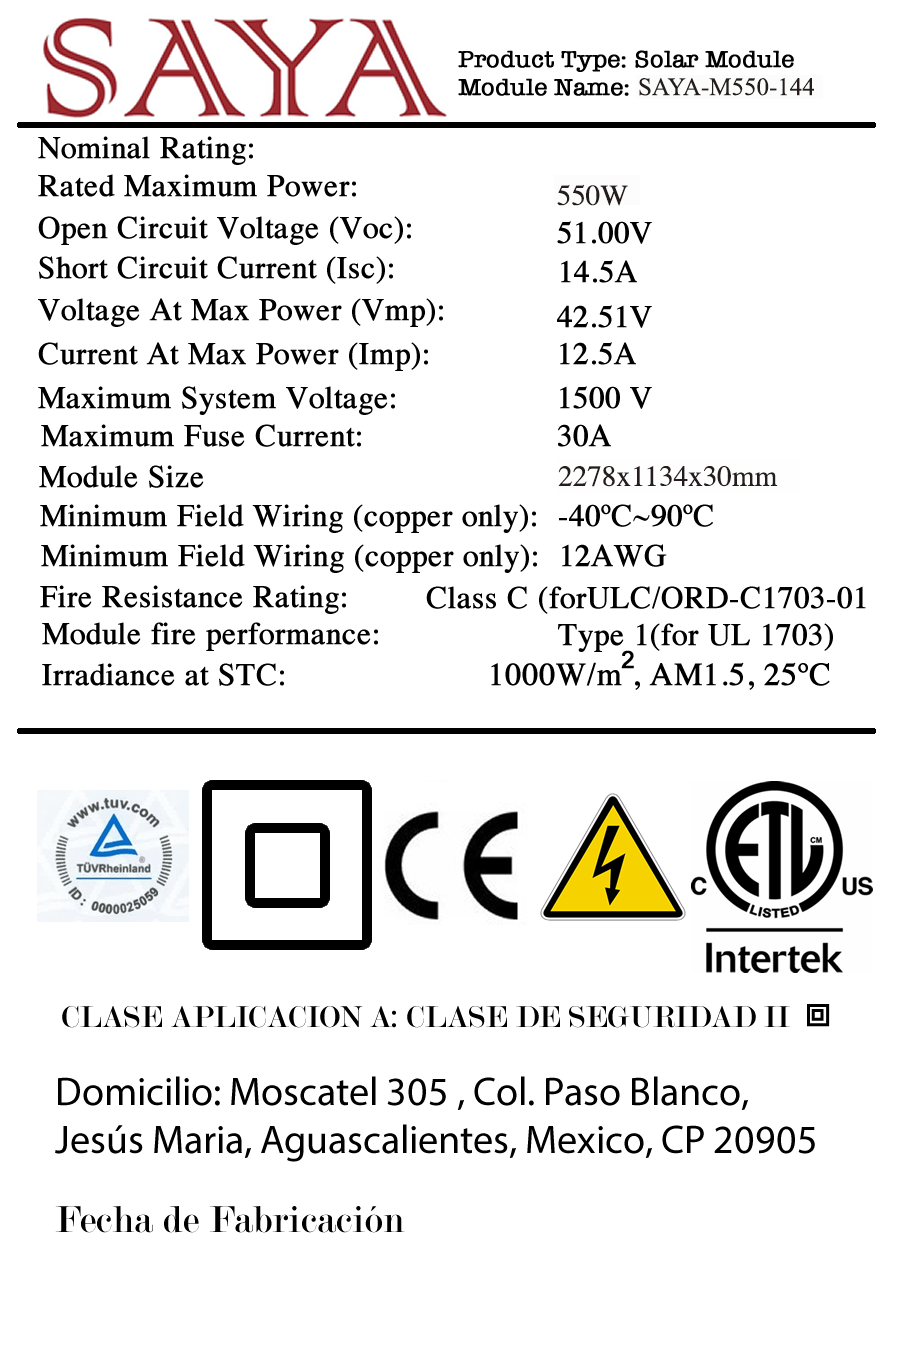 SAYA
Product Type: Solar Module
Module Name: SAYA-M550-144
Nominal Rating:
Rated Maximum Power: 550W
Open Circuit Voltage (Voc): 51.00V
Short Circuit Current (Isc): 14.5A
Voltage At Max Power (Vmp): 42.51V
Current At Max Power (Imp): 12.5A
Maximum System Voltage: 1500 V
Maximum Fuse Current: 30A
Module Size 2278x1134x30mm
Minimum Field Wiring (copper only): -40°C~90°C
Minimum Field Wiring (copper only): 12AWG
Fire Resistance Rating: Class C (forULC/ORD-C1703-01
Module fire performance: Type 1(for UL 1703)
Irradiance at STC: 1000W/m², AM1.5, 25°C
www.tuv.com
TÜVRheinland®
ID: 0000025059
CE
ETL CM
C US
LISTED
Intertek
CLASE APLICACION A: CLASE DE SEGURIDAD II
Domicilio: Moscatel 305 , Col. Paso Blanco,
Jesús Maria, Aguascalientes, Mexico, CP 20905
Fecha de Fabricación